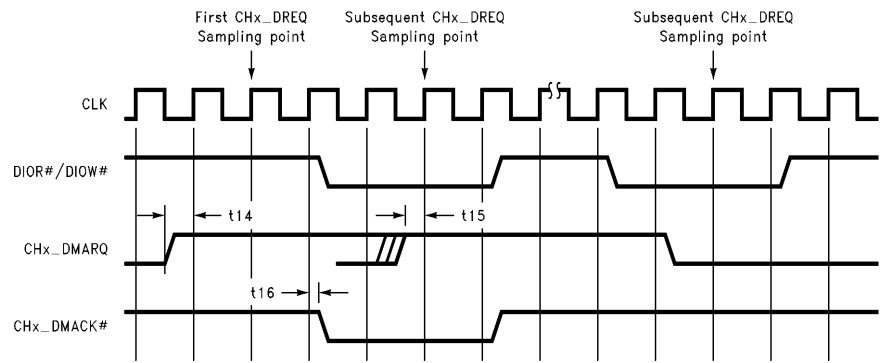 First CHx_DREQ
Sampling point
Subsequent CHx_DREQ
Sampling point
Subsequent CHx_DREQ
Sampling point
CLK
DIOR#/DIOW#
t14
t15
CHx_DMARQ
t16
CHx_DMACK#